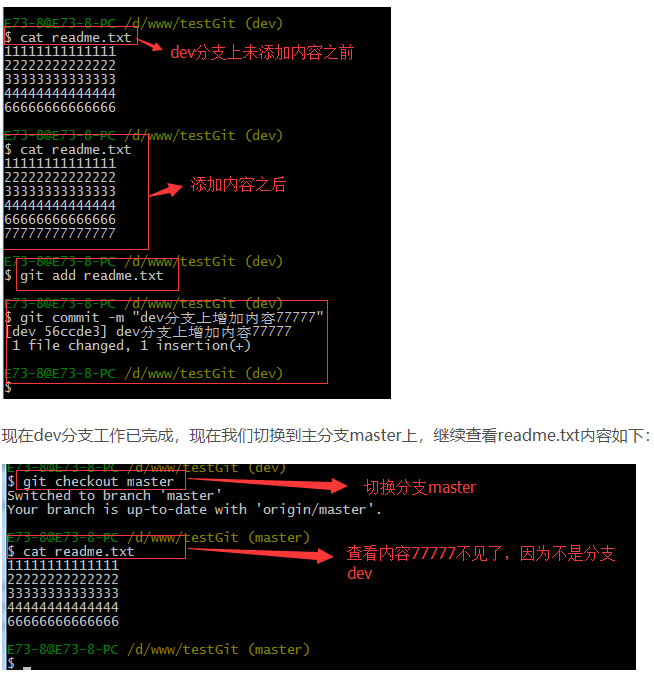 E73-8@E73-8-PC /d/www/testGit (dev)
$ cat readme.txt
dev分支上未添加内容之前
11111111111111
22222222222222
33333333333333
44444444444444
66666666666666
E73-8@E73-8-PC /d/www/testGit (dev)
$ cat readme.txt
11111111111111
22222222222222
33333333333333
添加内容之后
44444444444444
66666666666666
77777777777777
E73-8@E73-8-PC /d/www/testGit (dev)
$ git add readme.txt
E73-8@E73-8-PC /d/www/testGit (dev)
$ git commit -m "dev分支上增加内容77777"
[dev 56ccde3] dev分支上增加内容77777
1 file changed, 1 insertion(+)
E73-8@E73-8-PC /d/www/testGit (dev)
$
现在dev分支工作已完成，现在我们切换到主分支master上，继续查看readme.txt内容如下：
E73-8@E73-8-PC /d/www/testGit (dev)
$ git checkout master
切换分支master
Switched to branch 'master'
Your branch is up-to-date with 'origin/master'.
E73-8@E73-8-PC /d/www/testGit (master)
$ cat readme.txt
查看内容77777不见了，因为不是分支
dev
11111111111111
22222222222222
33333333333333
44444444444444
66666666666666
E73-8@E73-8-PC /d/www/testGit (master)
$